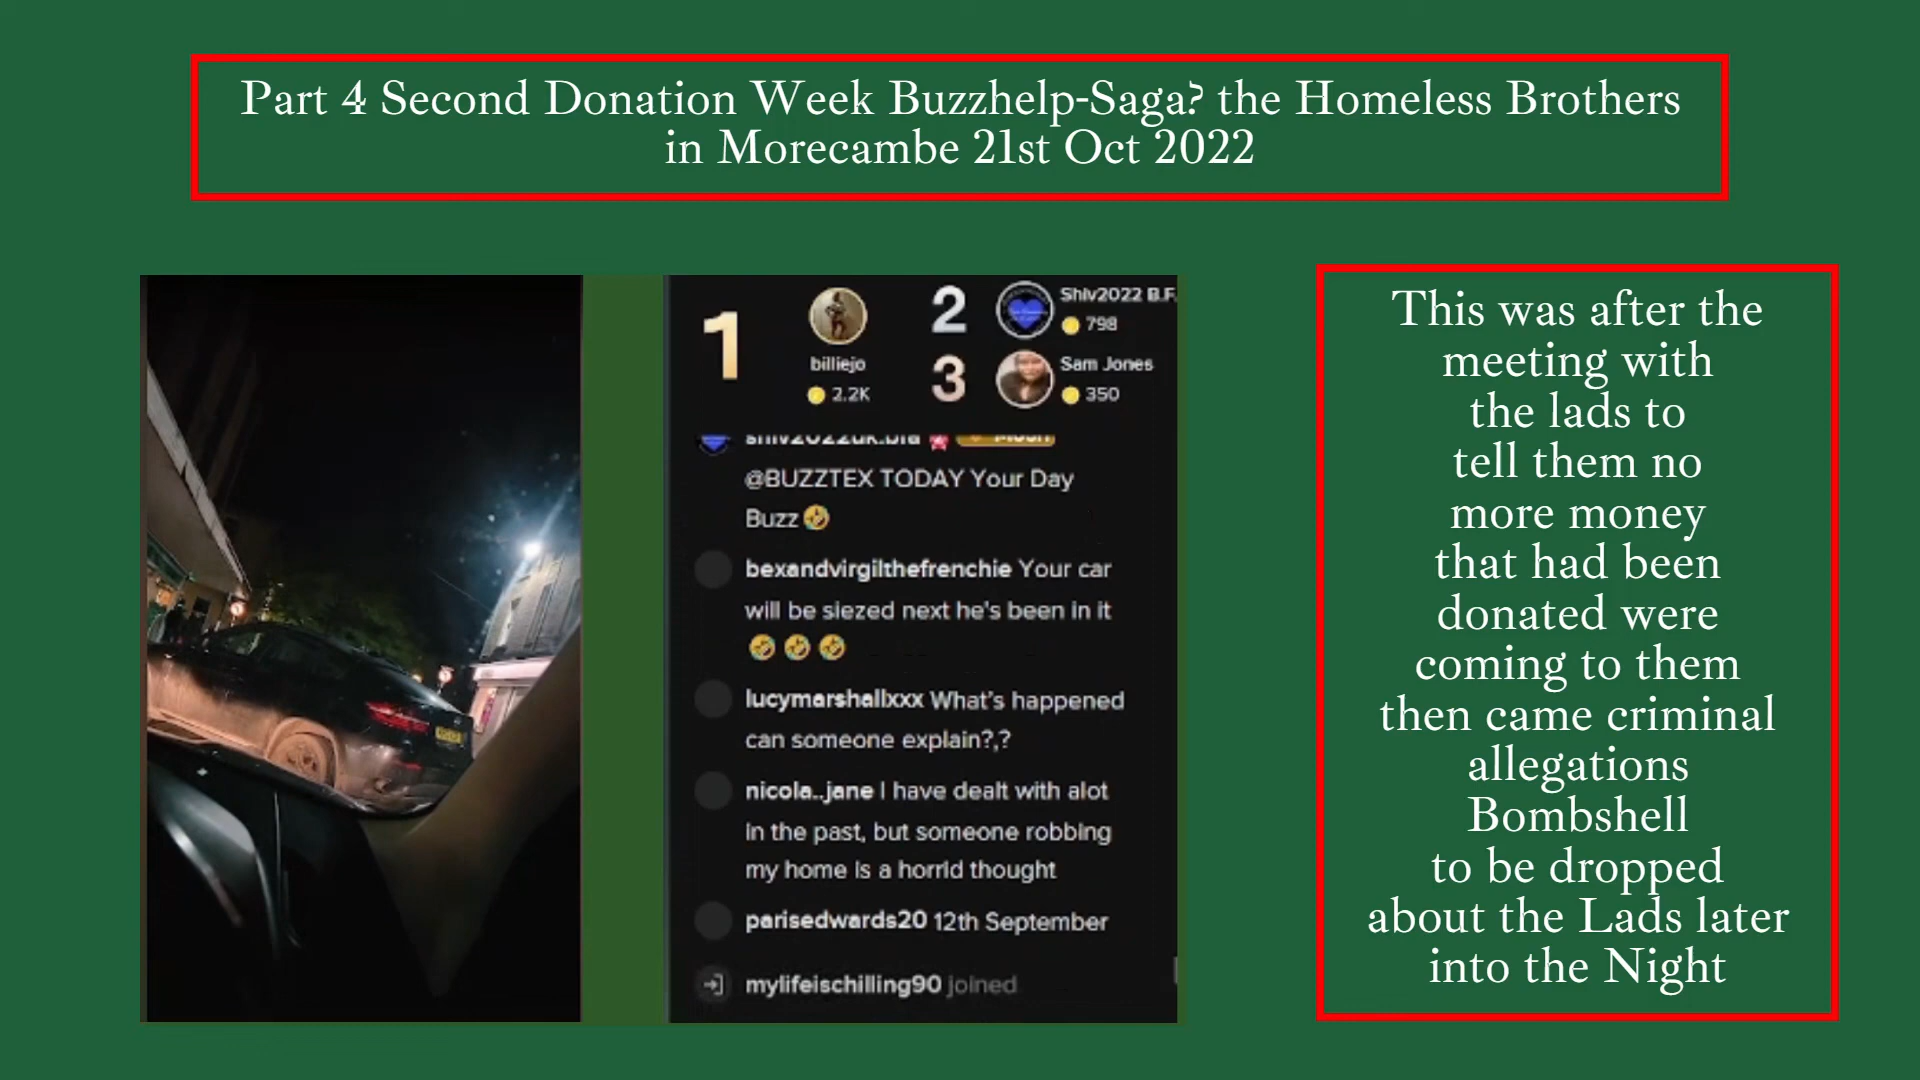 Part 4 Second Donation Week Buzzhelp-Saga? the Homeless Brothers
in Morecambe 21st Oct 2022
1
billiejo
2.2K
2
Shiv2022 B.F.
798
3
Sam Jones
350
shiv2022uk.bfa
@BUZZTEX TODAY Your Day
Buzz🤣
bexandvirgilthefrenchie Your car
will be siezed next he's been in it
🤣🤣🤣
lucymarshallxxx What's happened
can someone explain?,?
nicola..jane I have dealt with alot
in the past, but someone robbing
my home is a horrid thought
parisedwards20 12th September
mylifeischilling90 joined
This was after the
meeting with
the lads to
tell them no
more money
that had been
donated were
coming to them
then came criminal
allegations
Bombshell
to be dropped
about the Lads later
into the Night